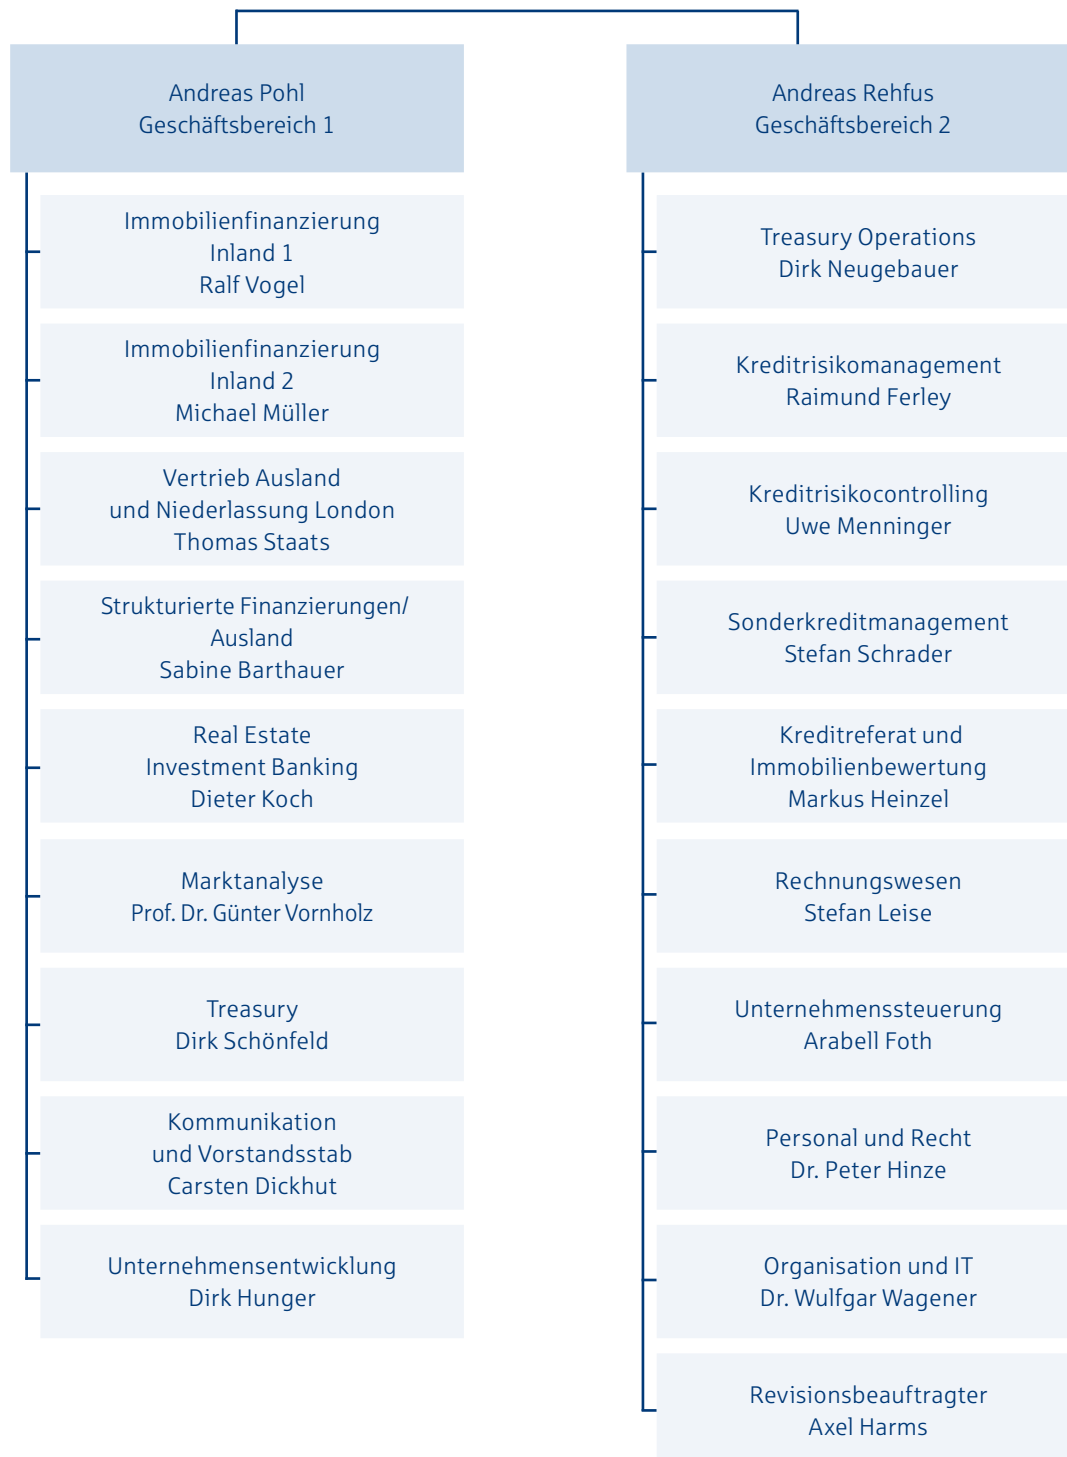 Andreas Pohl
Geschäftsbereich 1
Immobilienfinanzierung
Inland 1
Ralf Vogel
Immobilienfinanzierung
Inland 2
Michael Müller
Vertrieb Ausland
und Niederlassung London
Thomas Staats
Strukturierte Finanzierungen/
Ausland
Sabine Barthauer
Real Estate
Investment Banking
Dieter Koch
Marktanalyse
Prof. Dr. Günter Vornholz
Treasury
Dirk Schönfeld
Kommunikation
und Vorstandsstab
Carsten Dickhut
Unternehmensentwicklung
Dirk Hunger
Andreas Rehfus
Geschäftsbereich 2
Treasury Operations
Dirk Neugebauer
Kreditrisikomanagement
Raimund Ferley
Kreditrisikocontrolling
Uwe Menninger
Sonderkreditmanagement
Stefan Schrader
Kreditreferat und
Immobilienbewertung
Markus Heinzel
Rechnungswesen
Stefan Leise
Unternehmenssteuerung
Arabell Foth
Personal und Recht
Dr. Peter Hinze
Organisation und IT
Dr. Wulfgar Wagener
Revisionsbeauftragter
Axel Harms